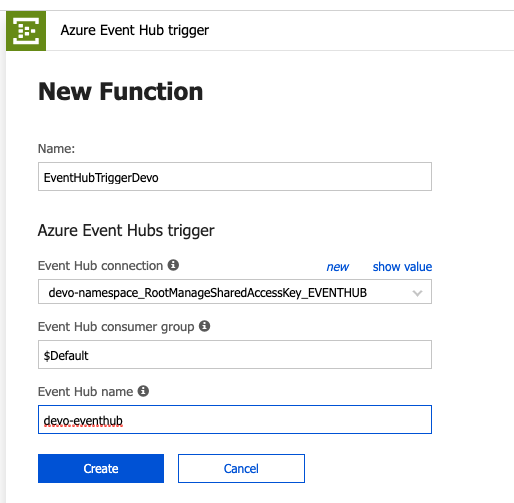 Azure Event Hub trigger
New Function
Name:
EventHubTriggerDevo
Azure Event Hubs trigger
Event Hub connection new show value
devo-namespace_RootManageSharedAccessKey_EVENTHUB
Event Hub consumer group
$Default
Event Hub name
devo-eventhub
Create Cancel